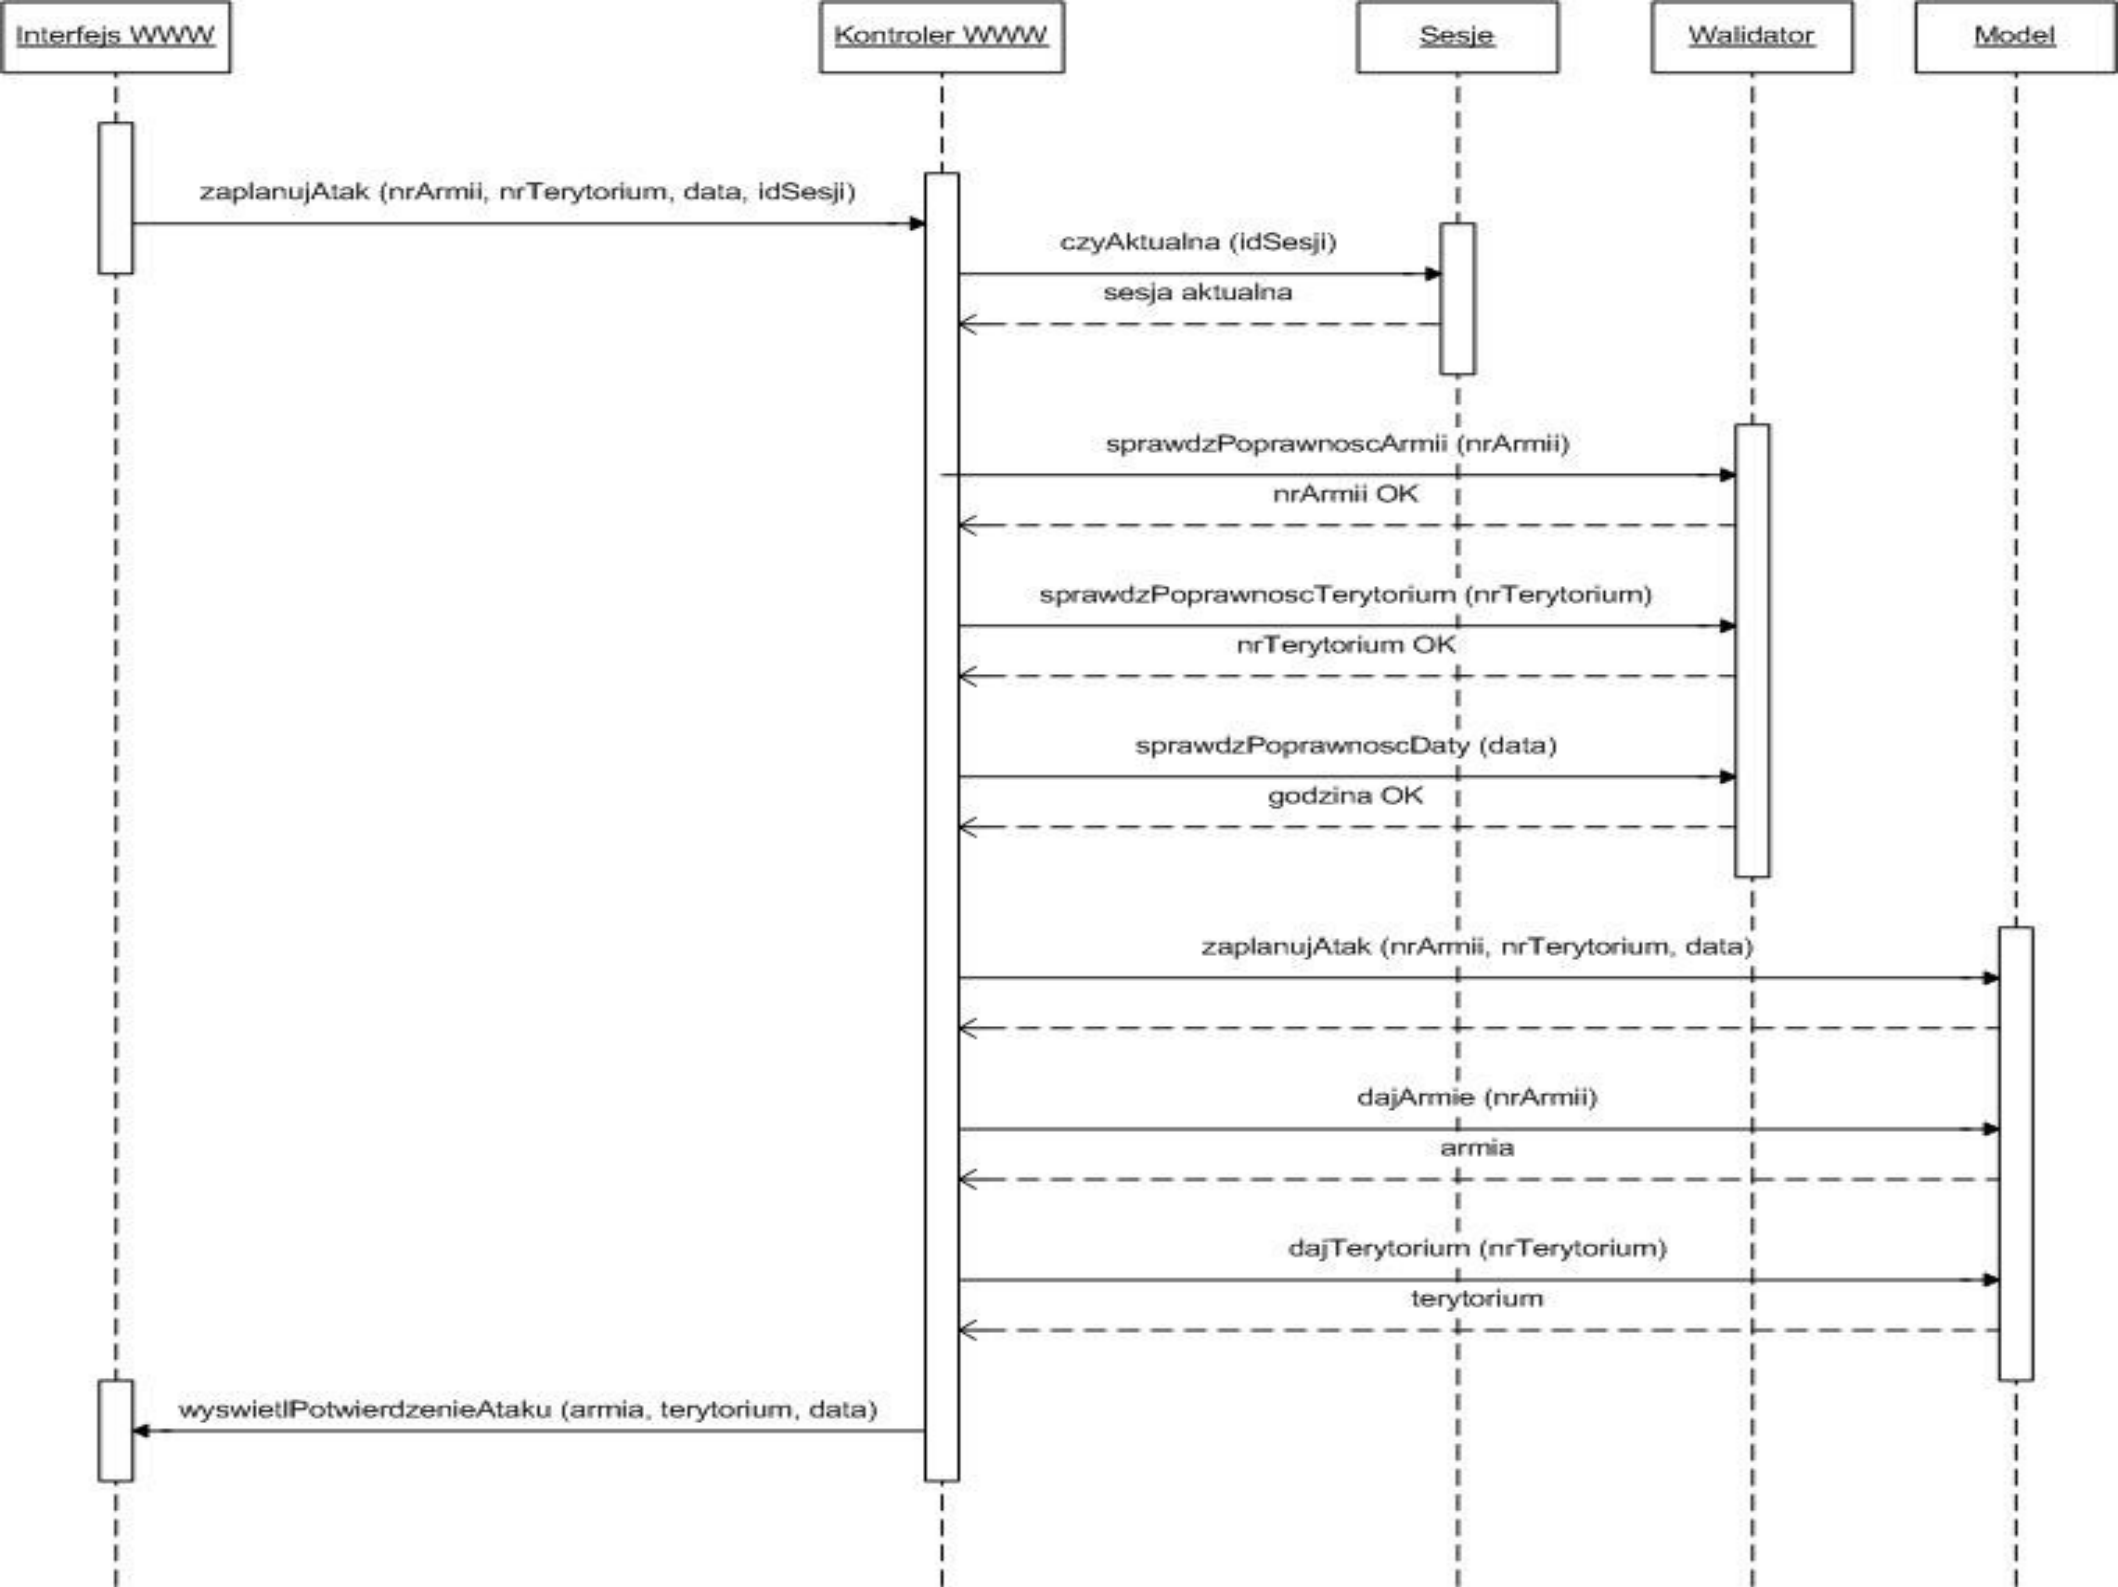 Interfejs WWW
Kontroler WWW
Sesje
Walidator
Model
zaplanujAtak (nrArmii, nrTerytorium, data, idSesji)
czyAktualna (idSesji)
sesja aktualna
sprawdzPoprawnoscArmii (nrArmii)
nrArmii OK
sprawdzPoprawnoscTerytorium (nrTerytorium)
nrTerytorium OK
sprawdzPoprawnoscDaty (data)
godzina OK
zaplanujAtak (nrArmii, nrTerytorium, data)
dajArmie (nrArmii)
armia
dajTerytorium (nrTerytorium)
terytorium
wyswietlPotwierdzenieAtaku (armia, terytorium, data)